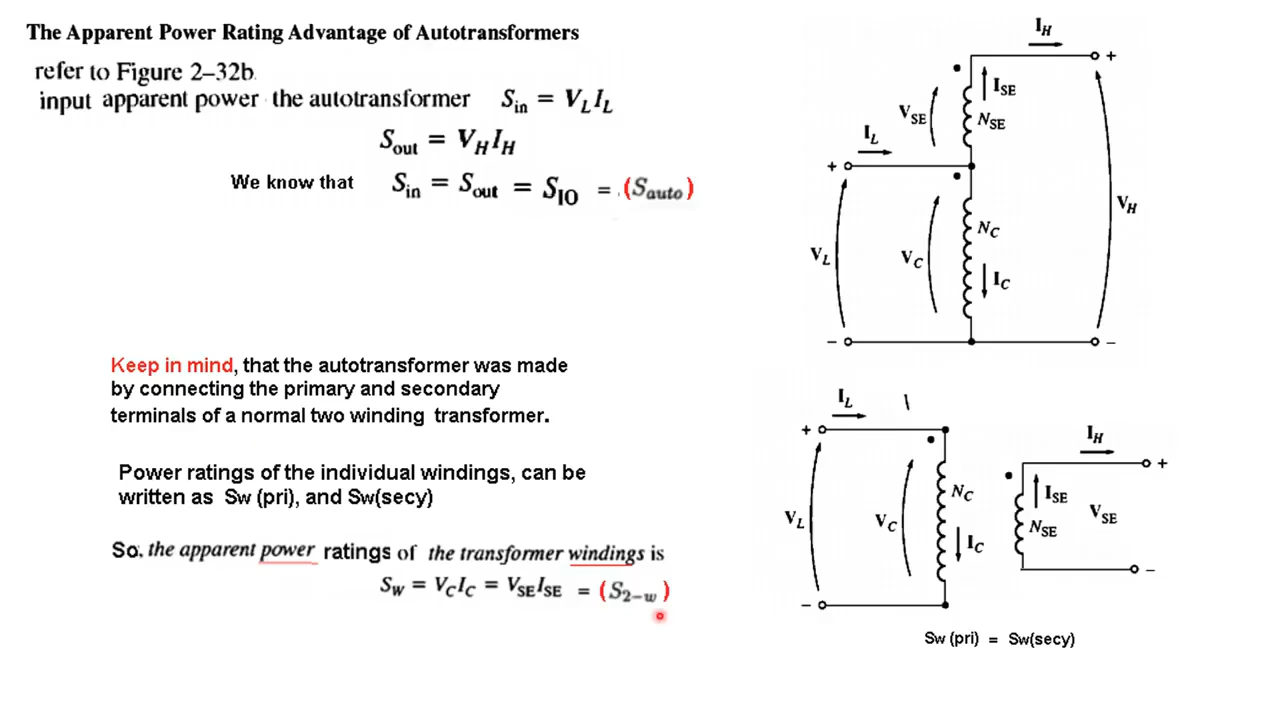 The Apparent Power Rating Advantage of Autotransformers
refer to Figure 2–32b.
input apparent power the autotransformer S_in = V_L I_L
S_out = V_H I_H
We know that S_in = S_out = S_IO = (S_auto)
Keep in mind, that the autotransformer was made
by connecting the primary and secondary
terminals of a normal two winding transformer.
Power ratings of the individual windings, can be
written as Sw (pri), and Sw(secy)
So. the apparent power ratings of the transformer windings is
S_W = V_C I_C = V_SE I_SE = (S_2–w)
I_H
+
I_SE
V_SE
N_SE
I_L
+
N_C
V_H
V_L
V_C
I_C
–
–
I_L
\
+
I_H
+
N_C
I_SE
V_SE
V_L
V_C
N_SE
I_C
–
–
Sw (pri) = Sw(secy)